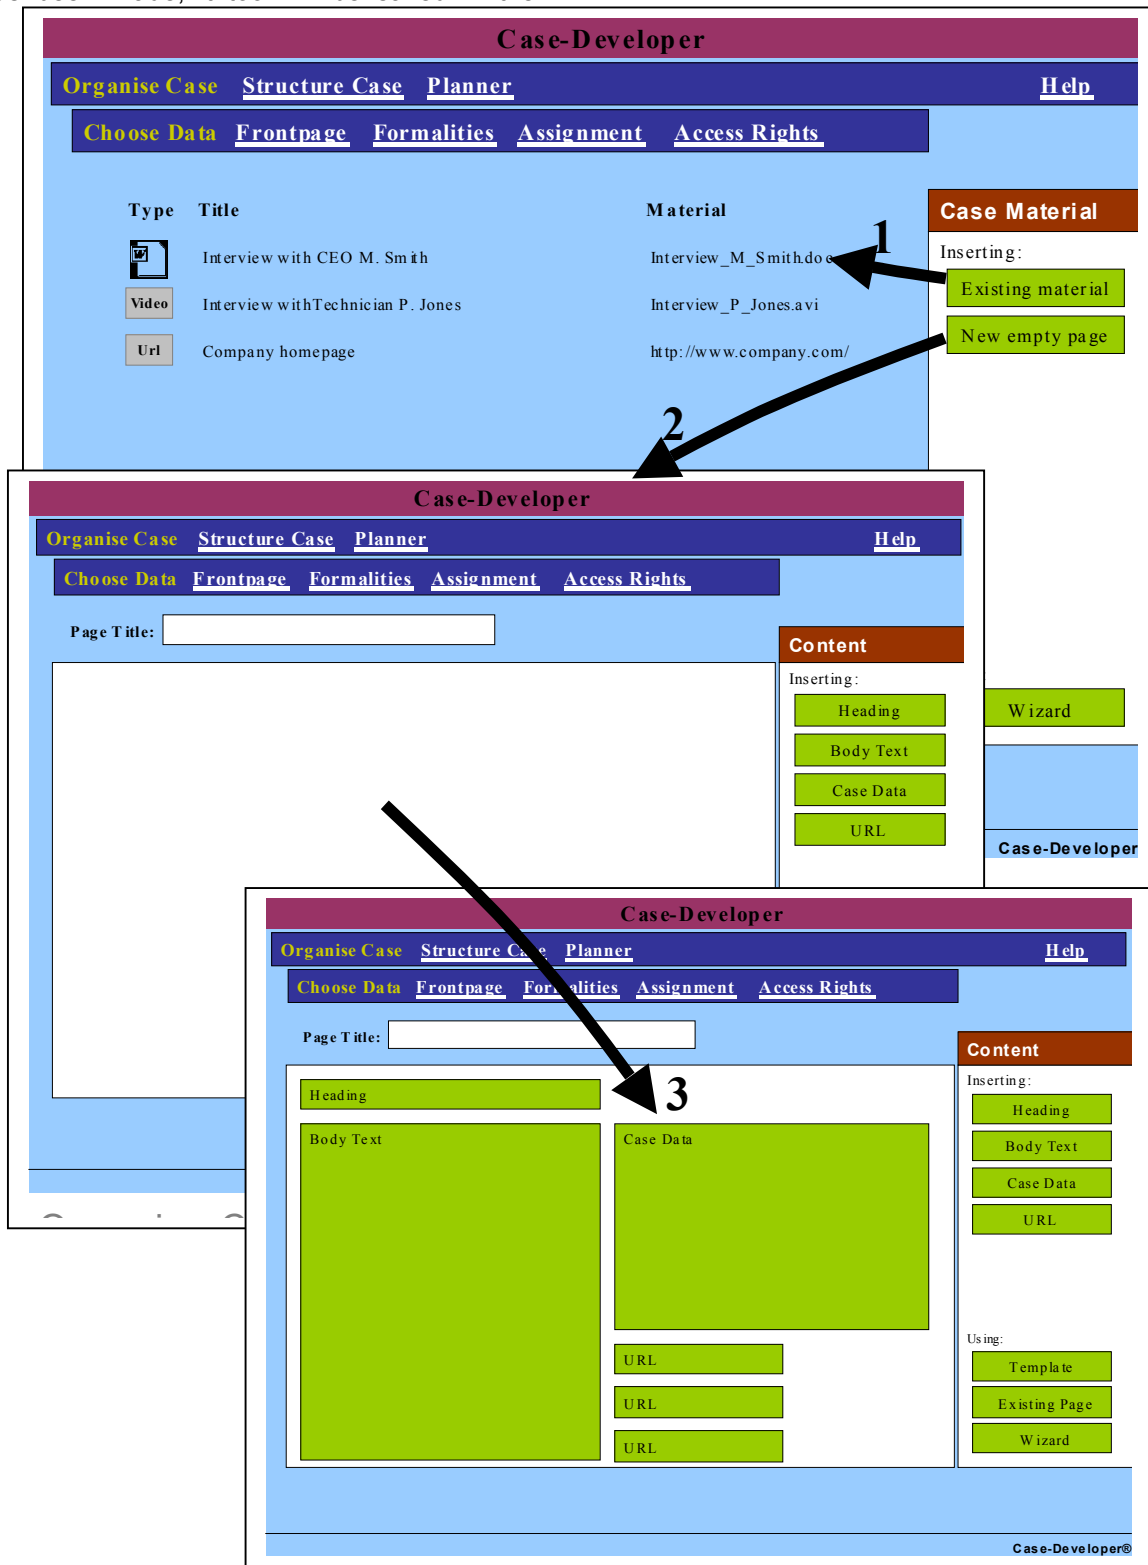 Case-Developer
Organise Case Structure Case Planner Help
Choose Data Frontpage Formalities Assignment Access Rights
Type Title Material
Case Material
1
Inserting:
Interview with CEO M. Smith Interview_M_Smith.doc
Existing material
Video Interview withTechnician P. Jones Interview_P_Jones.avi
New empty page
Url Company homepage http://www.company.com/
2
Case-Developer
Organise Case Structure Case Planner Help
Choose Data Frontpage Formalities Assignment Access Rights
Page Title:
Content
Inserting:
Heading
Wizard
Body Text
Case Data
URL
Case-Developer
Case-Developer
Organise Case Structure Case Planner Help
Choose Data Frontpage Formalities Assignment Access Rights
Page Title:
Content
Inserting:
3
Heading
Heading
Body Text Case Data
Body Text
Case Data
URL
Using:
URL
Template
URL
Existing Page
URL
Wizard
Case-Developer®